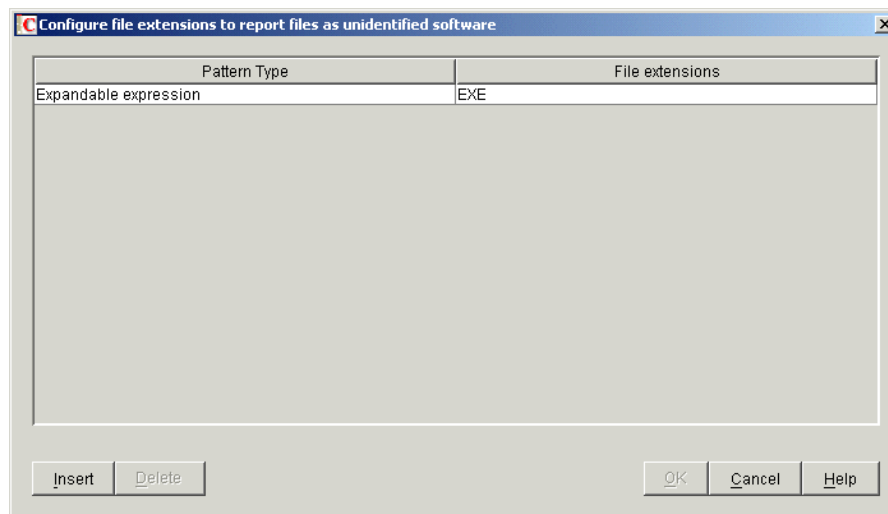 Configure file extensions to report files as unidentified software
Pattern Type File extensions
Expandable expression EXE
Insert Delete OK Cancel Help